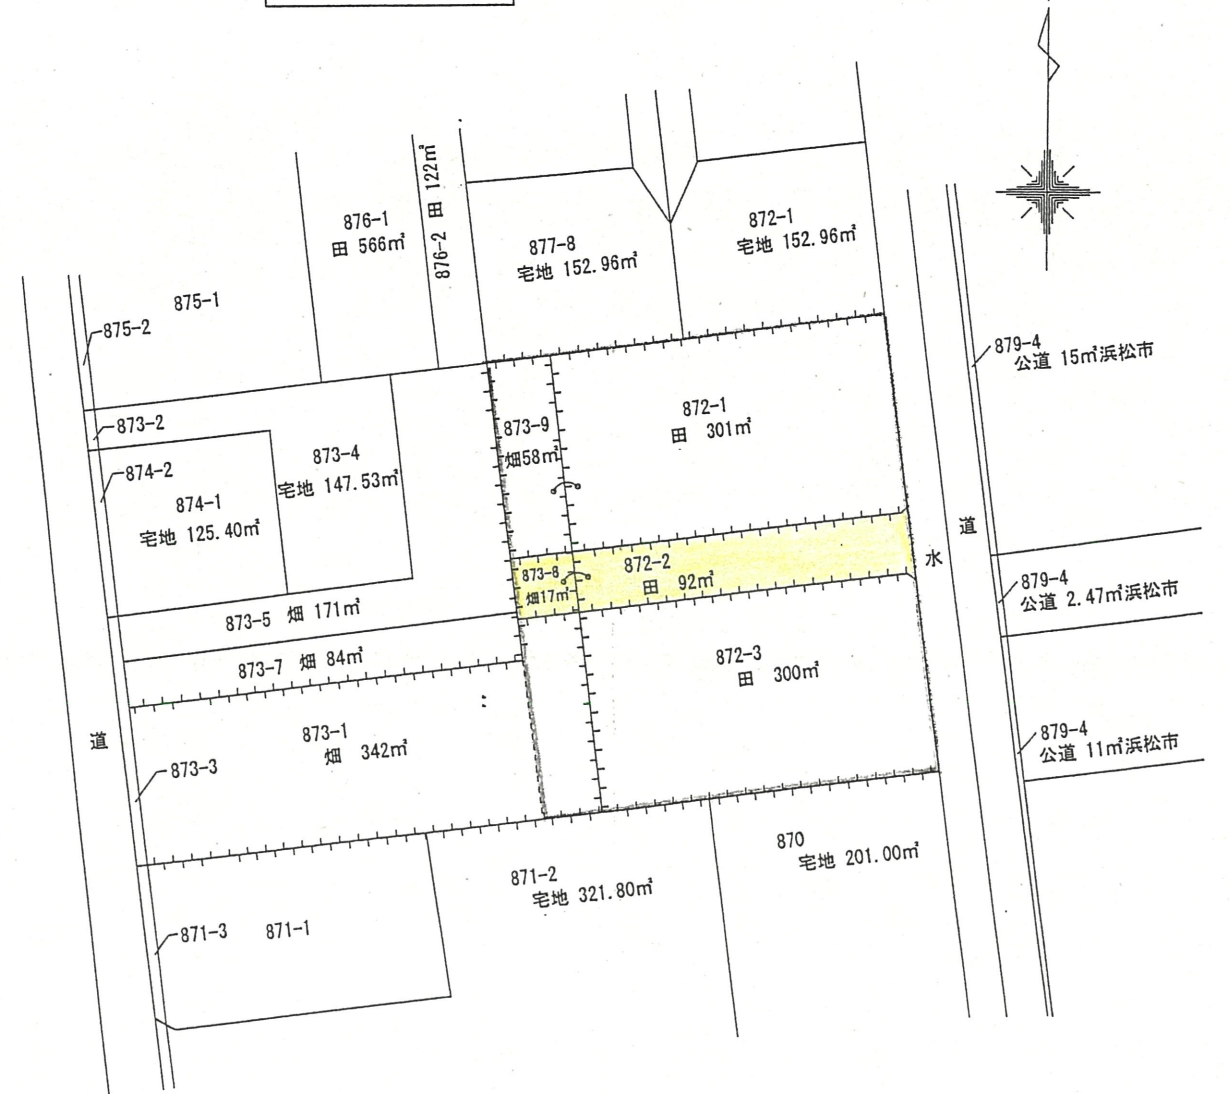 876-2 田 122㎡
876-1
田 566㎡
877-8
宅地 152.96㎡
872-1
宅地 152.96㎡
875-1
875-2
879-4
公道 15㎡浜松市
873-2
873-4
宅地 147.53㎡
873-9
畑58㎡
872-1
田 301㎡
874-2
874-1
宅地 125.40㎡
道
水
873-8
畑17㎡
872-2
田 92㎡
879-4
公道 2.47㎡浜松市
873-5 畑 171㎡
873-7 畑 84㎡
872-3
田 300㎡
道
873-1
畑 342㎡
873-3
879-4
公道 11㎡浜松市
871-2
宅地 321.80㎡
870
宅地 201.00㎡
871-3
871-1